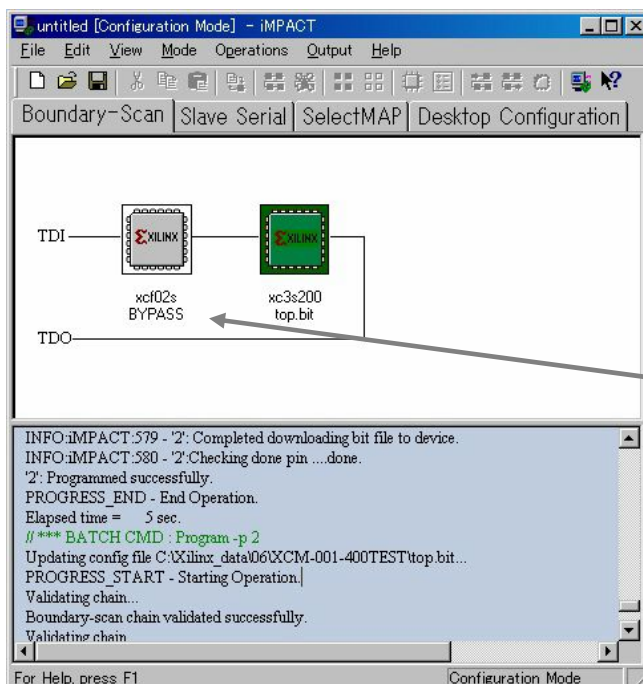 untitled [Configuration Mode] - iMPACT
File Edit View Mode Operations Output Help
Boundary-Scan Slave Serial SelectMAP Desktop Configuration
TDI
XILINX XILINX
xcf02s xc3s200
BYPASS top.bit
TDO
INFO:iMPACT:579 - '2': Completed downloading bit file to device.
INFO:iMPACT:580 - '2':Checking done pin ....done.
'2': Programmed successfully.
PROGRESS_END - End Operation.
Elapsed time =     5 sec.
// *** BATCH CMD : Program -p 2
Updating config file C:\Xilinx_data\06\XCM-001-400TEST\top.bit...
PROGRESS_START - Starting Operation.
Validating chain...
Boundary-scan chain validated successfully.
Validating chain
For Help, press F1 Configuration Mode